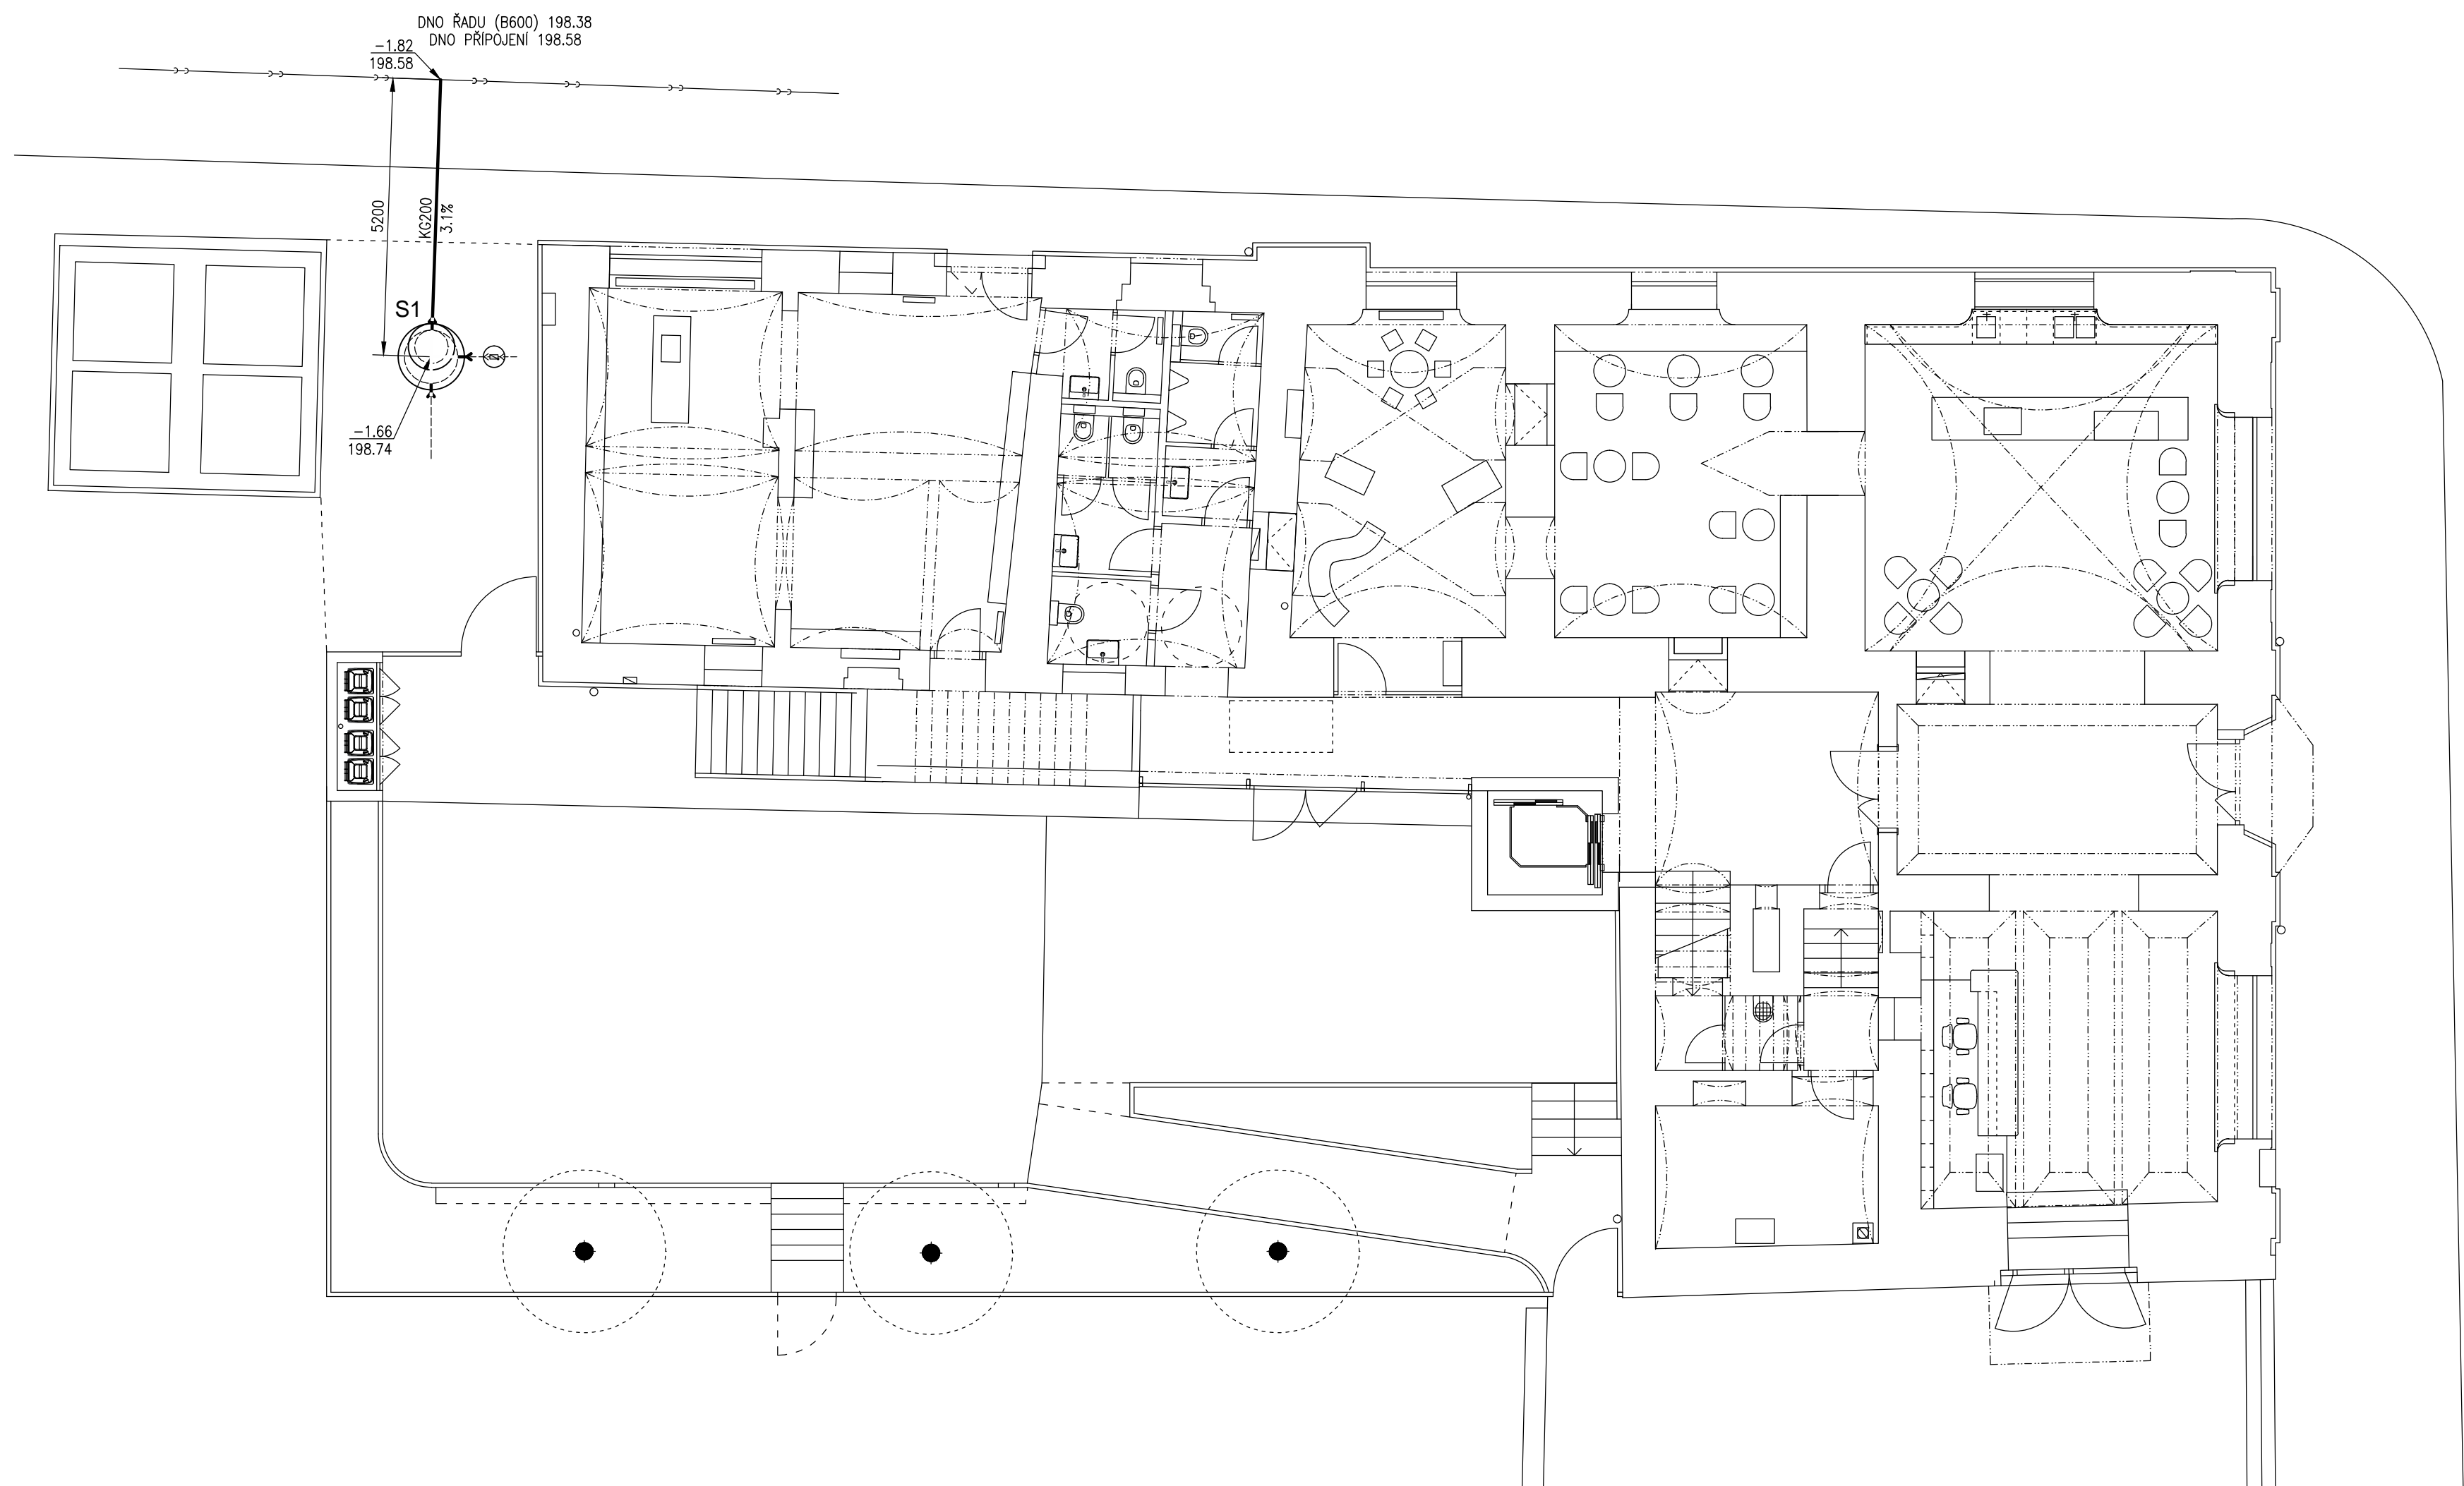 DNO ŘADU (B600) 198.38
DNO PŘÍPOJENÍ 198.58
-1.82
198.58
5200
KG200
3.1%
S1
-1.66
198.74